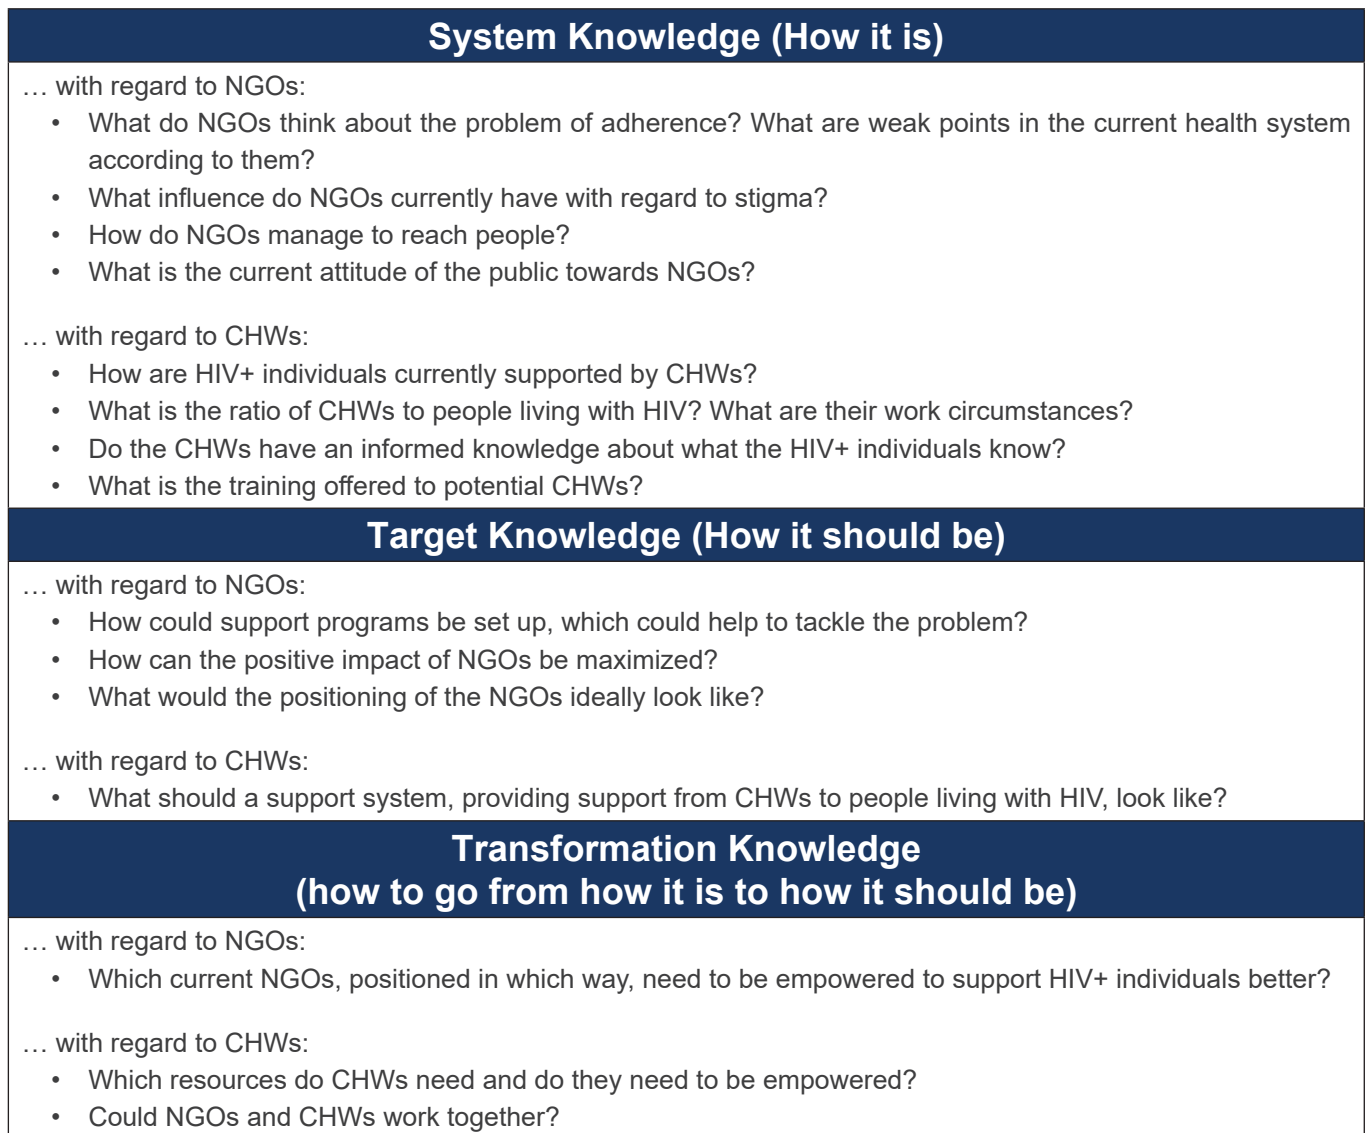 System Knowledge (How it is)
… with regard to NGOs:
• What do NGOs think about the problem of adherence? What are weak points in the current health system
according to them?
• What influence do NGOs currently have with regard to stigma?
• How do NGOs manage to reach people?
• What is the current attitude of the public towards NGOs?
… with regard to CHWs:
• How are HIV+ individuals currently supported by CHWs?
• What is the ratio of CHWs to people living with HIV? What are their work circumstances?
• Do the CHWs have an informed knowledge about what the HIV+ individuals know?
• What is the training offered to potential CHWs?
Target Knowledge (How it should be)
… with regard to NGOs:
• How could support programs be set up, which could help to tackle the problem?
• How can the positive impact of NGOs be maximized?
• What would the positioning of the NGOs ideally look like?
… with regard to CHWs:
• What should a support system, providing support from CHWs to people living with HIV, look like?
Transformation Knowledge
(how to go from how it is to how it should be)
… with regard to NGOs:
• Which current NGOs, positioned in which way, need to be empowered to support HIV+ individuals better?
… with regard to CHWs:
• Which resources do CHWs need and do they need to be empowered?
• Could NGOs and CHWs work together?